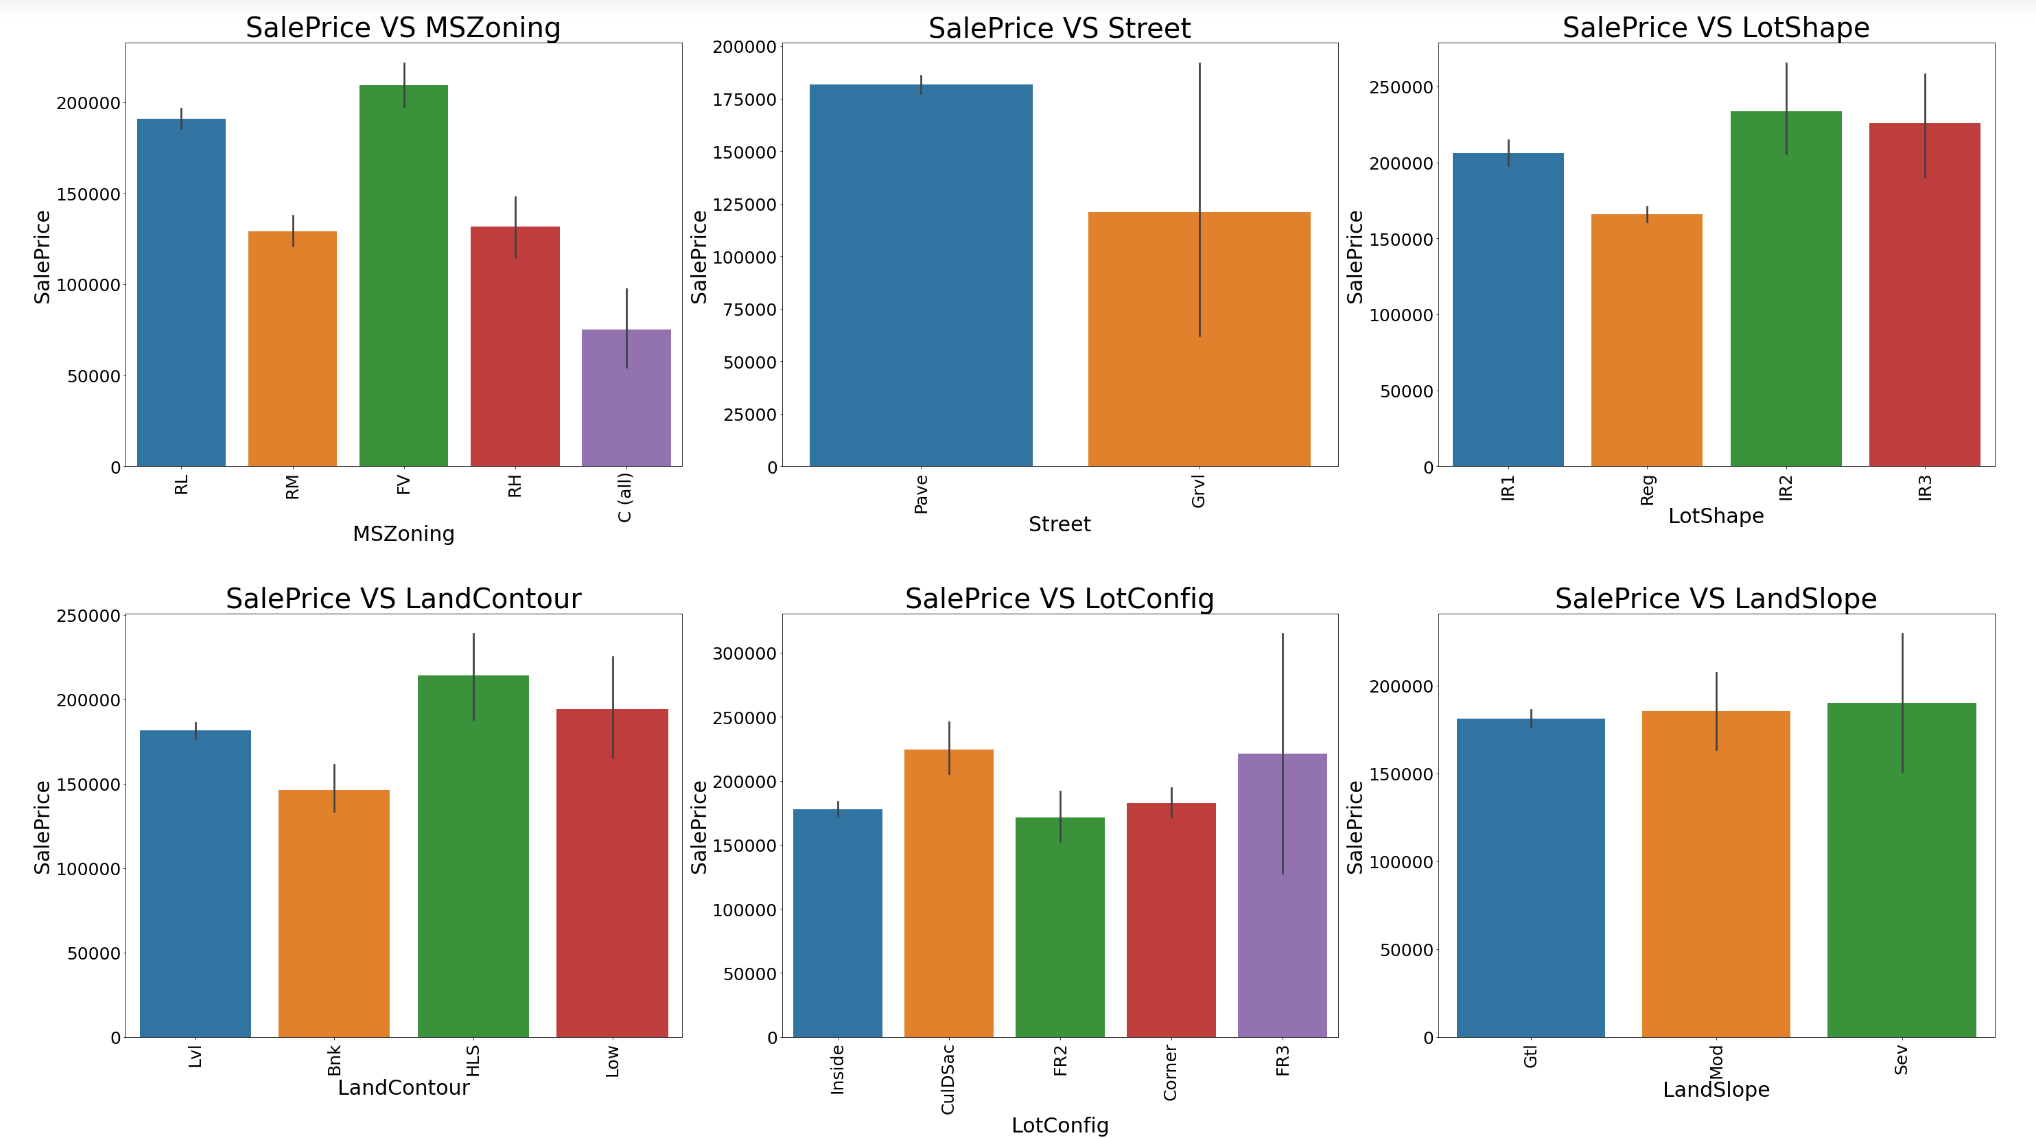 SalePrice VS MSZoning
200000
150000
100000
50000
0
SalePrice
RL
RM
FV
RH
C (all)
MSZoning
SalePrice VS Street
200000
175000
150000
125000
100000
75000
50000
25000
0
SalePrice
Pave
Grvl
Street
SalePrice VS LotShape
250000
200000
150000
100000
50000
0
SalePrice
IR1
Reg
IR2
IR3
LotShape
SalePrice VS LandContour
250000
200000
150000
100000
50000
0
SalePrice
Lvl
Bnk
HLS
Low
LandContour
SalePrice VS LotConfig
300000
250000
200000
150000
100000
50000
0
SalePrice
Inside
CulDSac
FR2
Corner
FR3
LotConfig
SalePrice VS LandSlope
200000
150000
100000
50000
0
SalePrice
Gtl
Mod
Sev
LandSlope